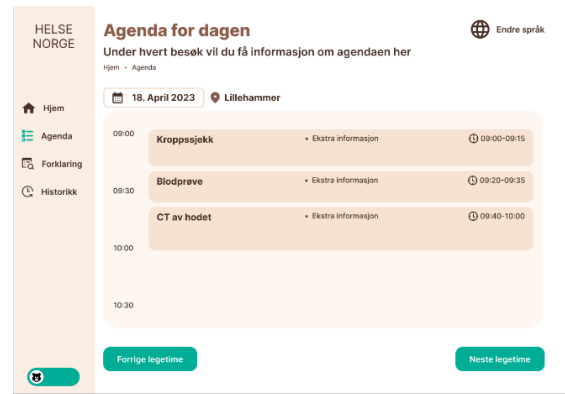 HELSE
NORGE
Hjem
Agenda
Forklaring
Historikk
Agenda for dagen
Under hvert besøk vil du få informasjon om agendaen her
Hjem - Agenda
Endre språk
18. April 2023
Lillehammer
09:00
Kroppssjekk • Ekstra informasjon 09:00-09:15
Blodprøve • Ekstra informasjon 09:20-09:35
09:30
CT av hodet • Ekstra informasjon 09:40-10:00
10:00
10:30
Forrige legetime
Neste legetime